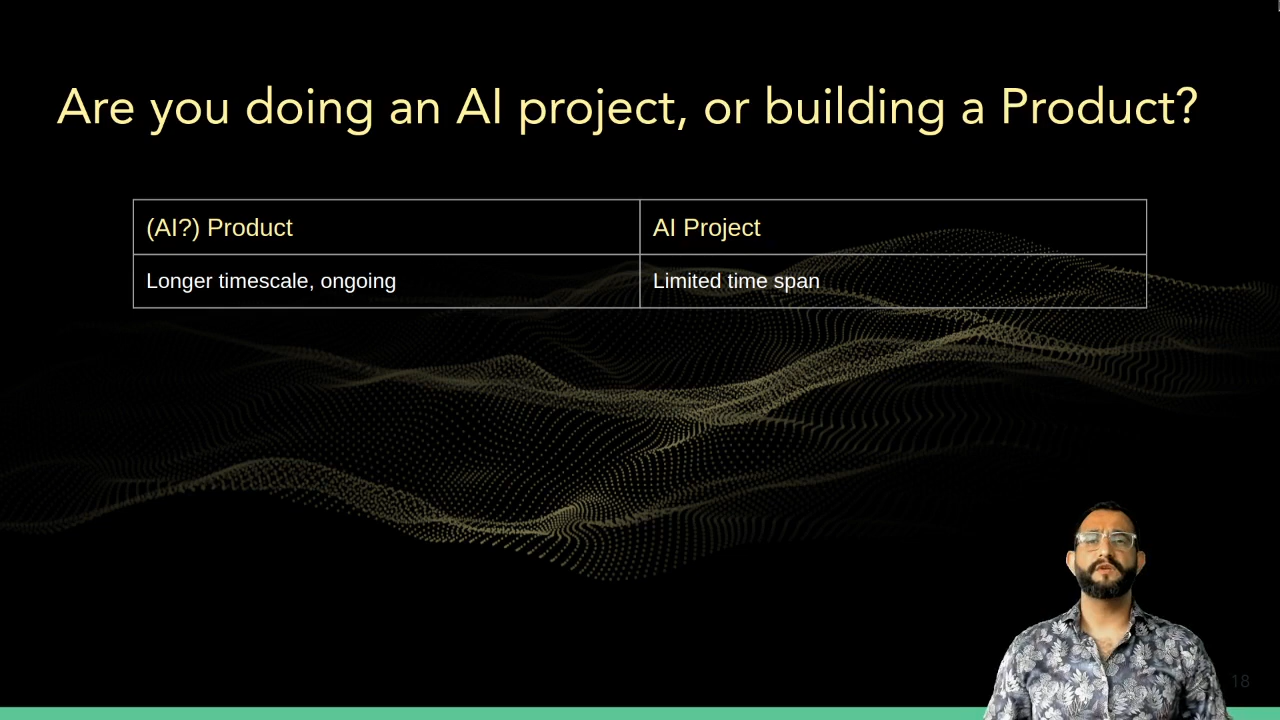 Are you doing an AI project, or building a Product?
(AI?) Product
AI Project
Longer timescale, ongoing
Limited time span
18